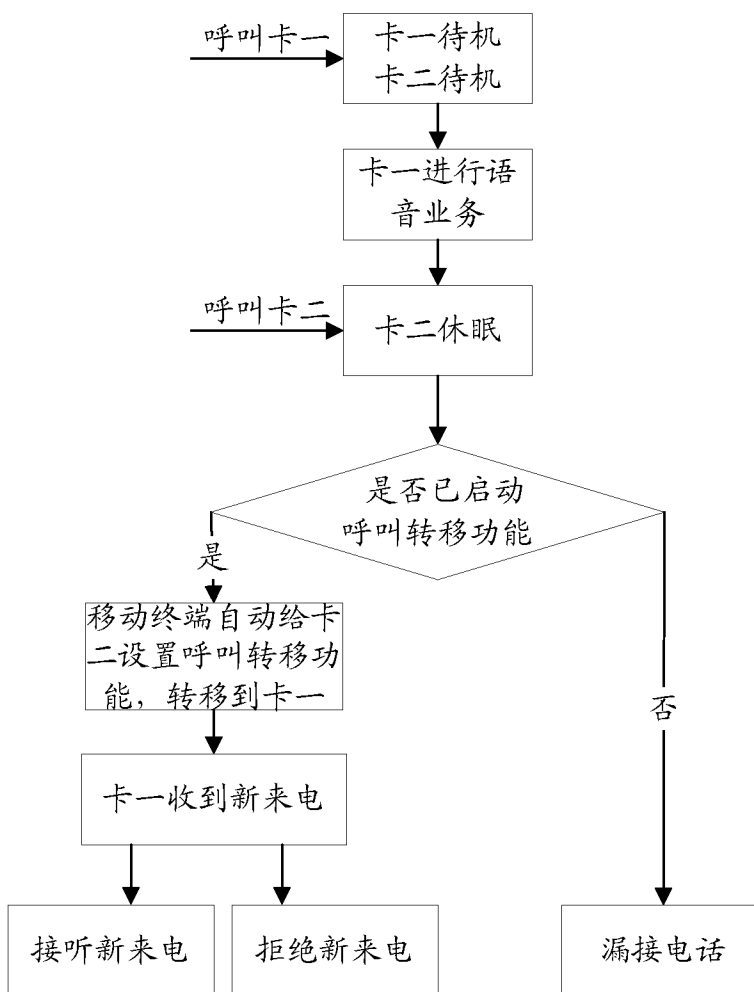 呼叫卡一
卡一待机
卡二待机
卡一进行语
音业务
呼叫卡二
卡二休眠
是否已启动
呼叫转移功能
是
移动终端自动给卡
二设置呼叫转移功
能，转移到卡一
否
卡一收到新来电
接听新来电
拒绝新来电
漏接电话